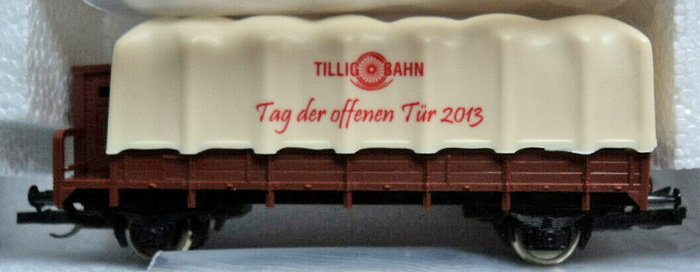 TILLIG BAHN
Tag der offenen Tür 2013